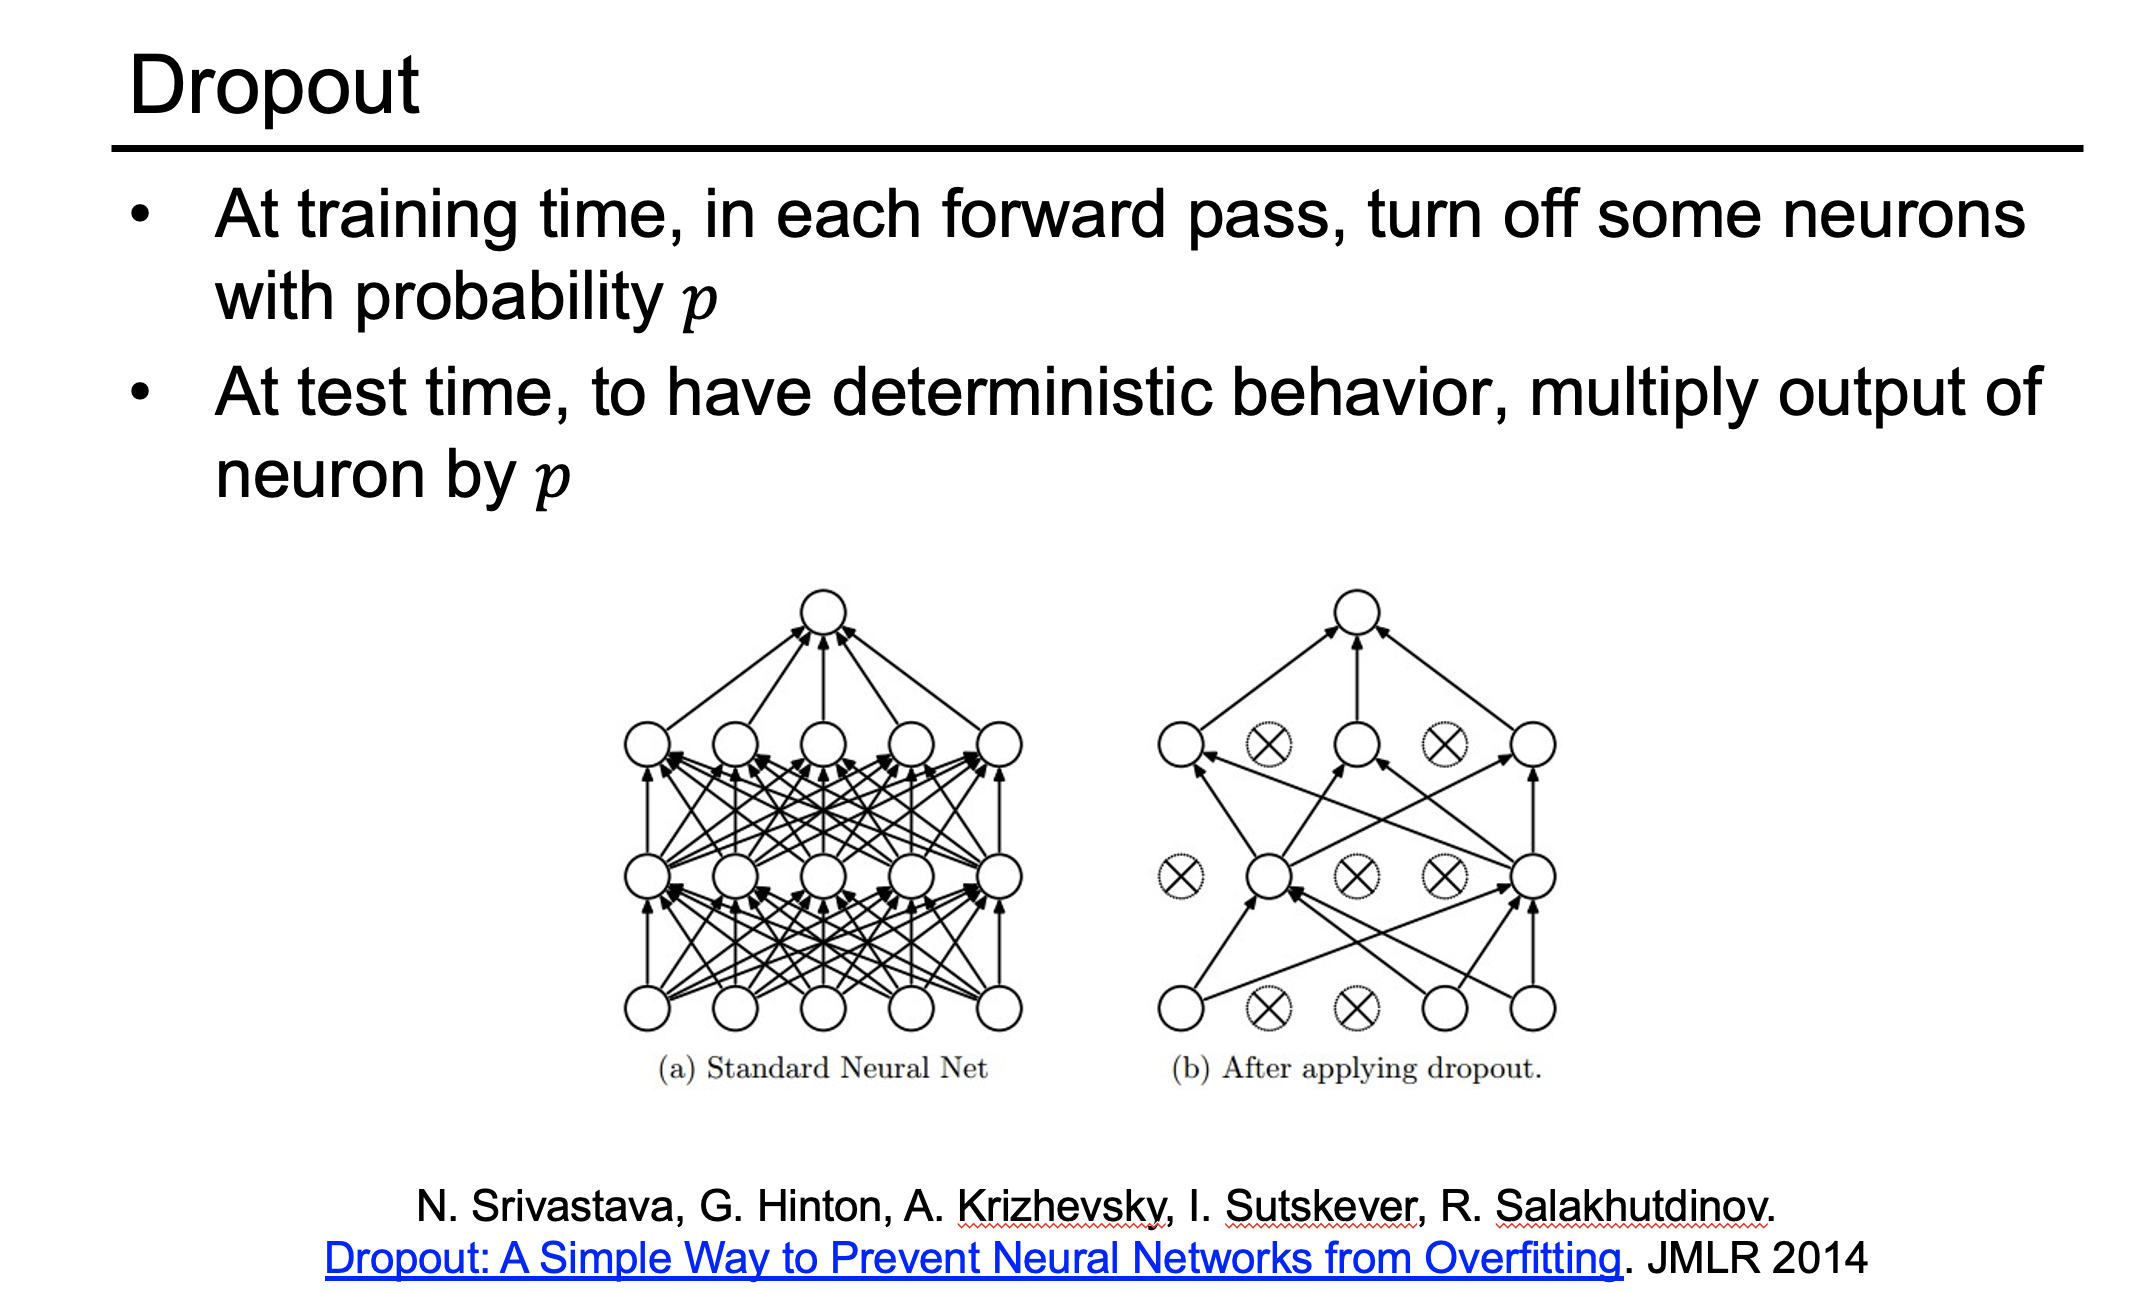 Dropout
• At training time, in each forward pass, turn off some neurons
with probability p
• At test time, to have deterministic behavior, multiply output of
neuron by p
(a) Standard Neural Net
(b) After applying dropout.
N. Srivastava, G. Hinton, A. Krizhevsky, I. Sutskever, R. Salakhutdinov.
Dropout: A Simple Way to Prevent Neural Networks from Overfitting. JMLR 2014